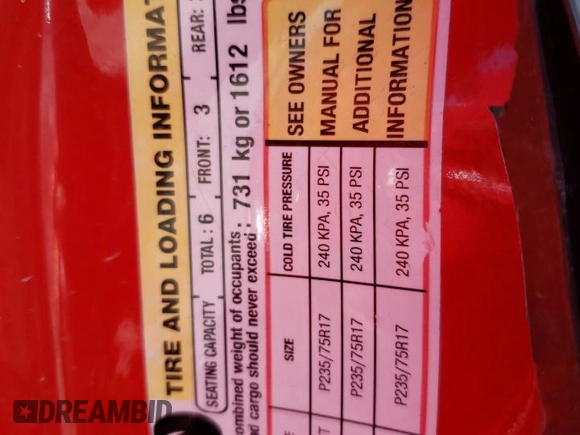 TIRE AND LOADING INFORMAT
SEATING CAPACITY TOTAL : 6 FRONT: 3 REAR:
ombined weight of occupants : 731 kg or 1612 lbs
nd cargo should never exceed :
SIZE COLD TIRE PRESSURE SEE OWNERS
P235/75R17 240 KPA, 35 PSI MANUAL FOR
P235/75R17 240 KPA, 35 PSI ADDITIONAL
P235/75R17 240 KPA, 35 PSI INFORMATION
DREAMBID